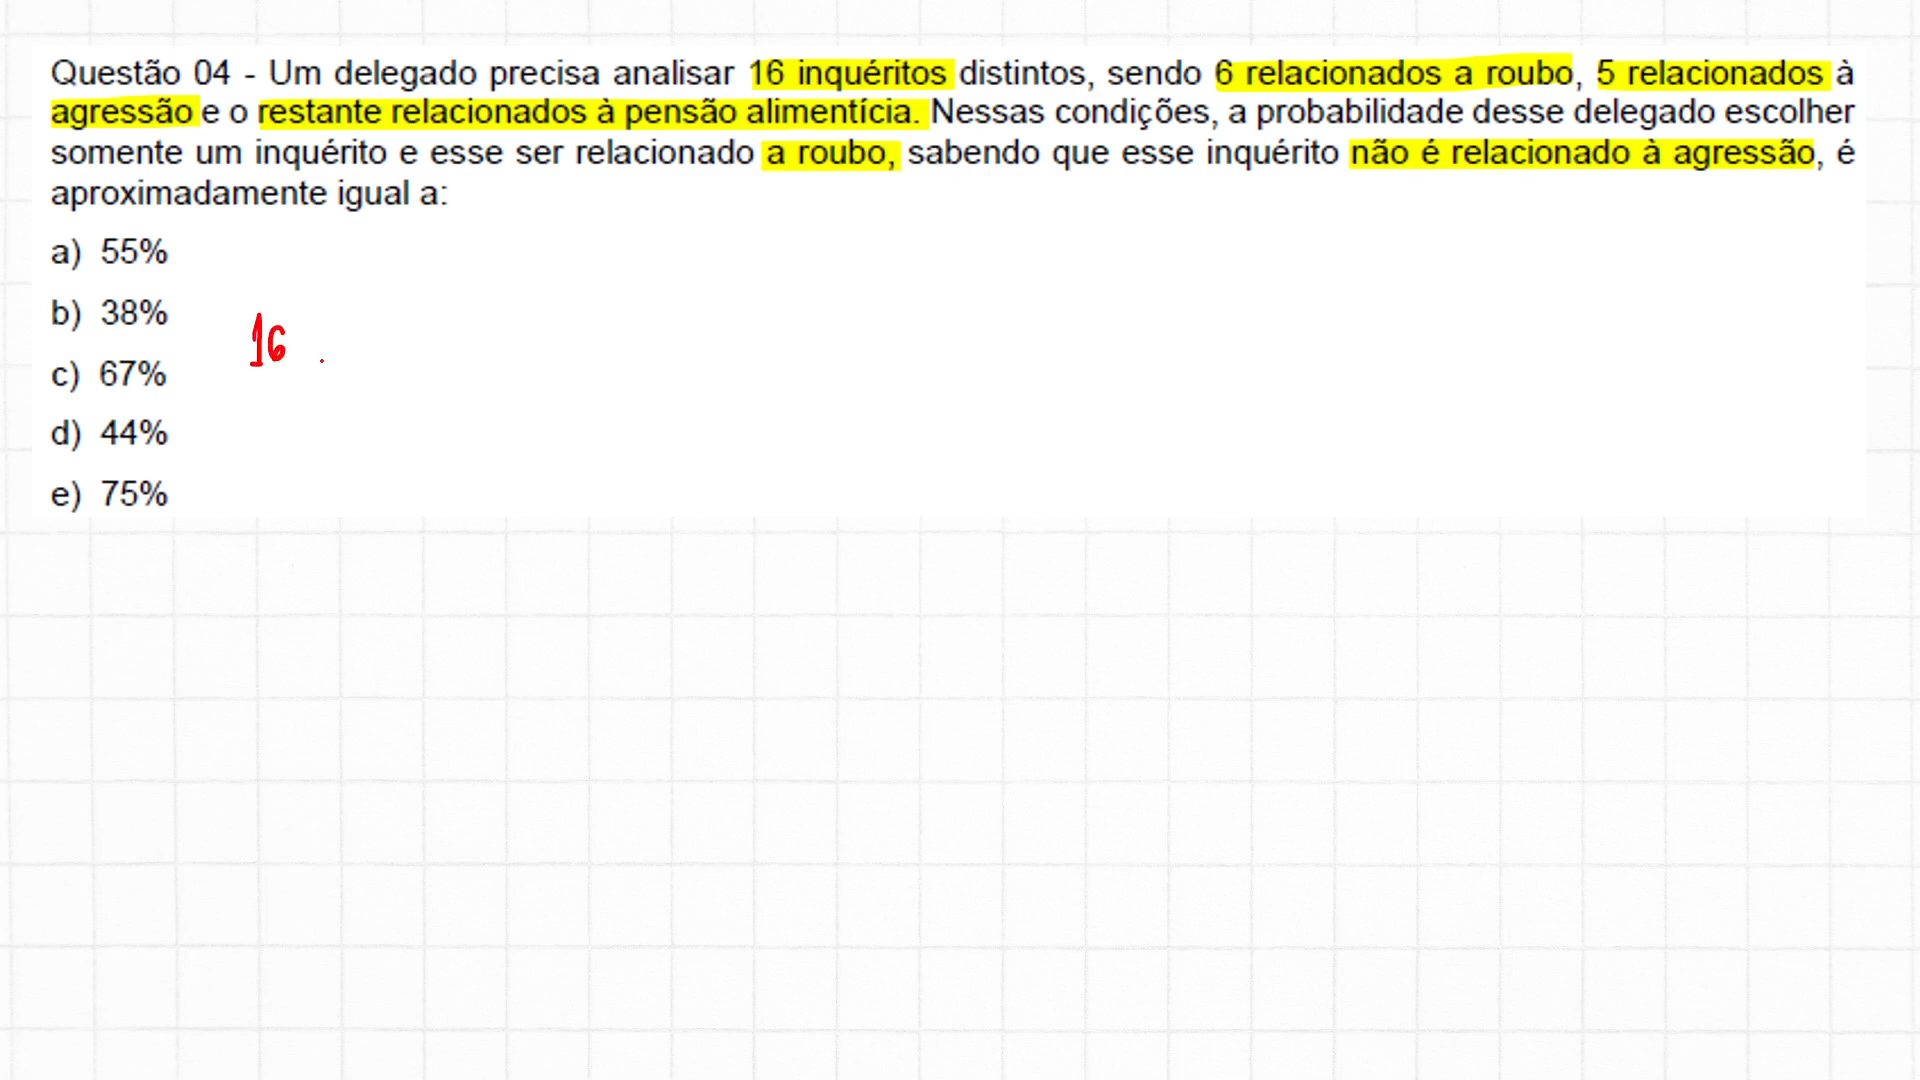 Questão 04 - Um delegado precisa analisar 16 inquéritos distintos, sendo 6 relacionados a roubo, 5 relacionados à
agressão e o restante relacionados à pensão alimentícia. Nessas condições, a probabilidade desse delegado escolher
somente um inquérito e esse ser relacionado a roubo, sabendo que esse inquérito não é relacionado à agressão, é
aproximadamente igual a:
a) 55%
b) 38%
16
c) 67%
d) 44%
e) 75%